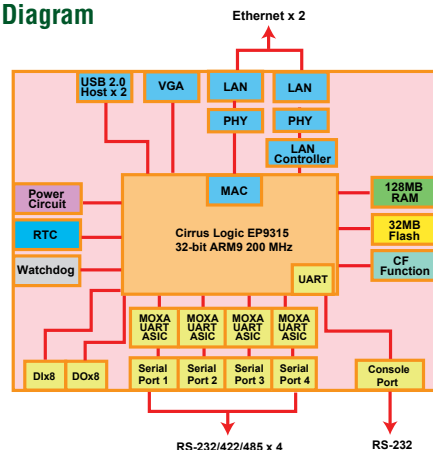 Diagram
Ethernet x 2
USB 2.0
Host x 2
VGA
LAN
LAN
PHY
PHY
LAN
Controller
MAC
Power
Circuit
128MB
RAM
Cirrus Logic EP9315
32-bit ARM9 200 MHz
RTC
32MB
Flash
Watchdog
CF
Function
UART
MOXA
UART
ASIC
MOXA
UART
ASIC
MOXA
UART
ASIC
MOXA
UART
ASIC
DIx8
DOx8
Serial
Port 1
Serial
Port 2
Serial
Port 3
Serial
Port 4
Console
Port
RS-232/422/485 x 4
RS-232